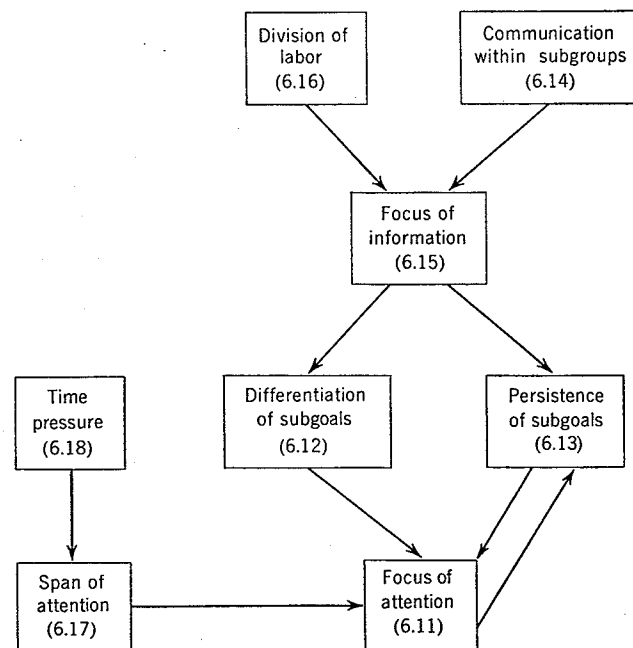 Division of
labor
(6.16)
Communication
within subgroups
(6.14)
Focus of
information
(6.15)
Time
pressure
(6.18)
Differentiation
of subgoals
(6.12)
Persistence
of subgoals
(6.13)
Span of
attention
(6.17)
Focus of
attention
(6.11)